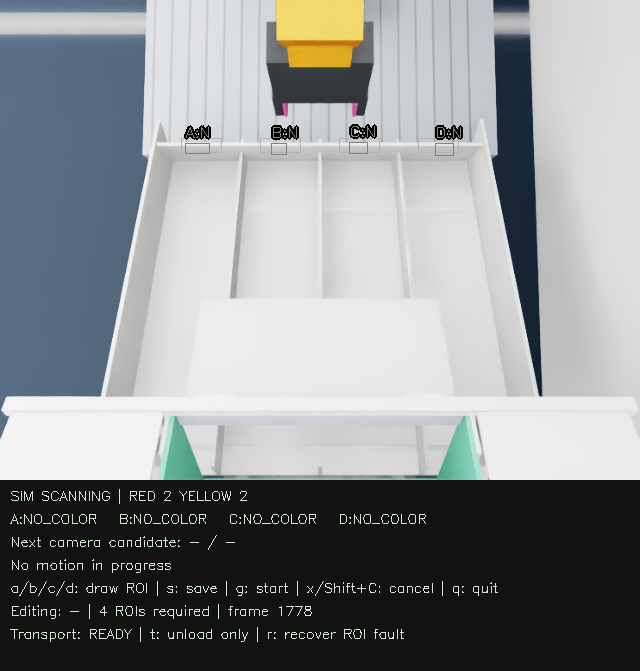 A:N B:N C:N D:N
SIM SCANNING | RED 2 YELLOW 2
A:NO_COLOR B:NO_COLOR C:NO_COLOR D:NO_COLOR
Next camera candidate: – / –
No motion in progress
a/b/c/d: draw ROI | s: save | g: start | x/Shift+C: cancel | q: quit
Editing: – | 4 ROIs required | frame 1778
Transport: READY | t: unload only | r: recover ROI fault